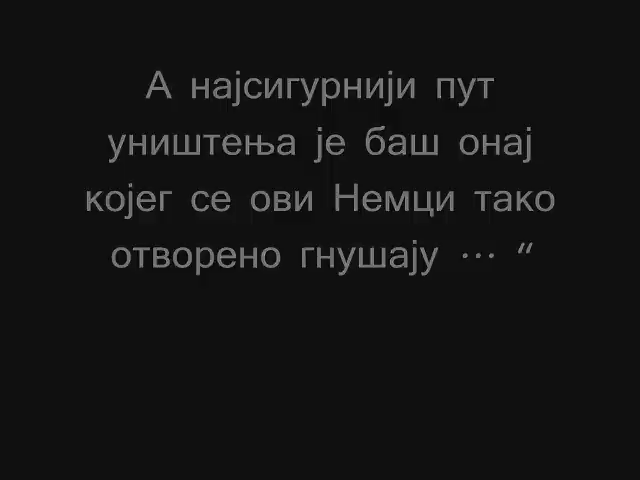 А најсигурнији пут
уништења је баш онај
којег се ови Немци тако
отворено гнушају ... “